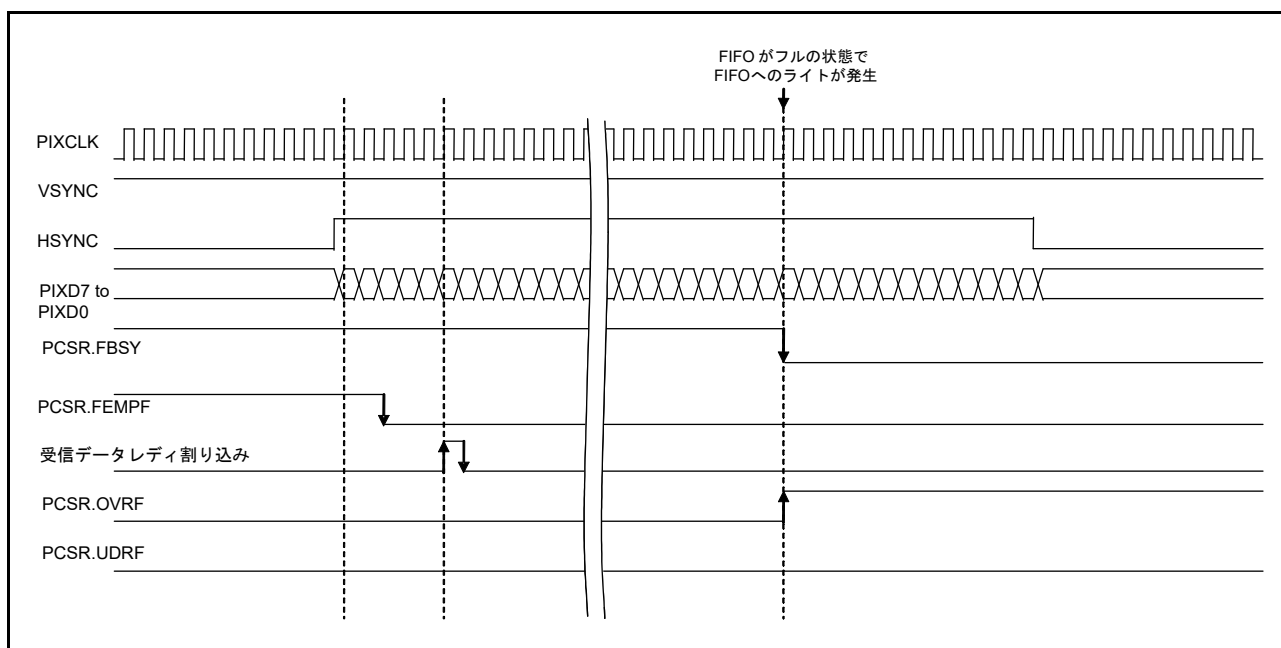 FIFO がフルの状態で
FIFOへのライトが発生
PIXCLK
VSYNC
HSYNC
PIXD7 to
PIXD0
PCSR.FBSY
PCSR.FEMPF
受信データレディ割り込み
PCSR.OVRF
PCSR.UDRF